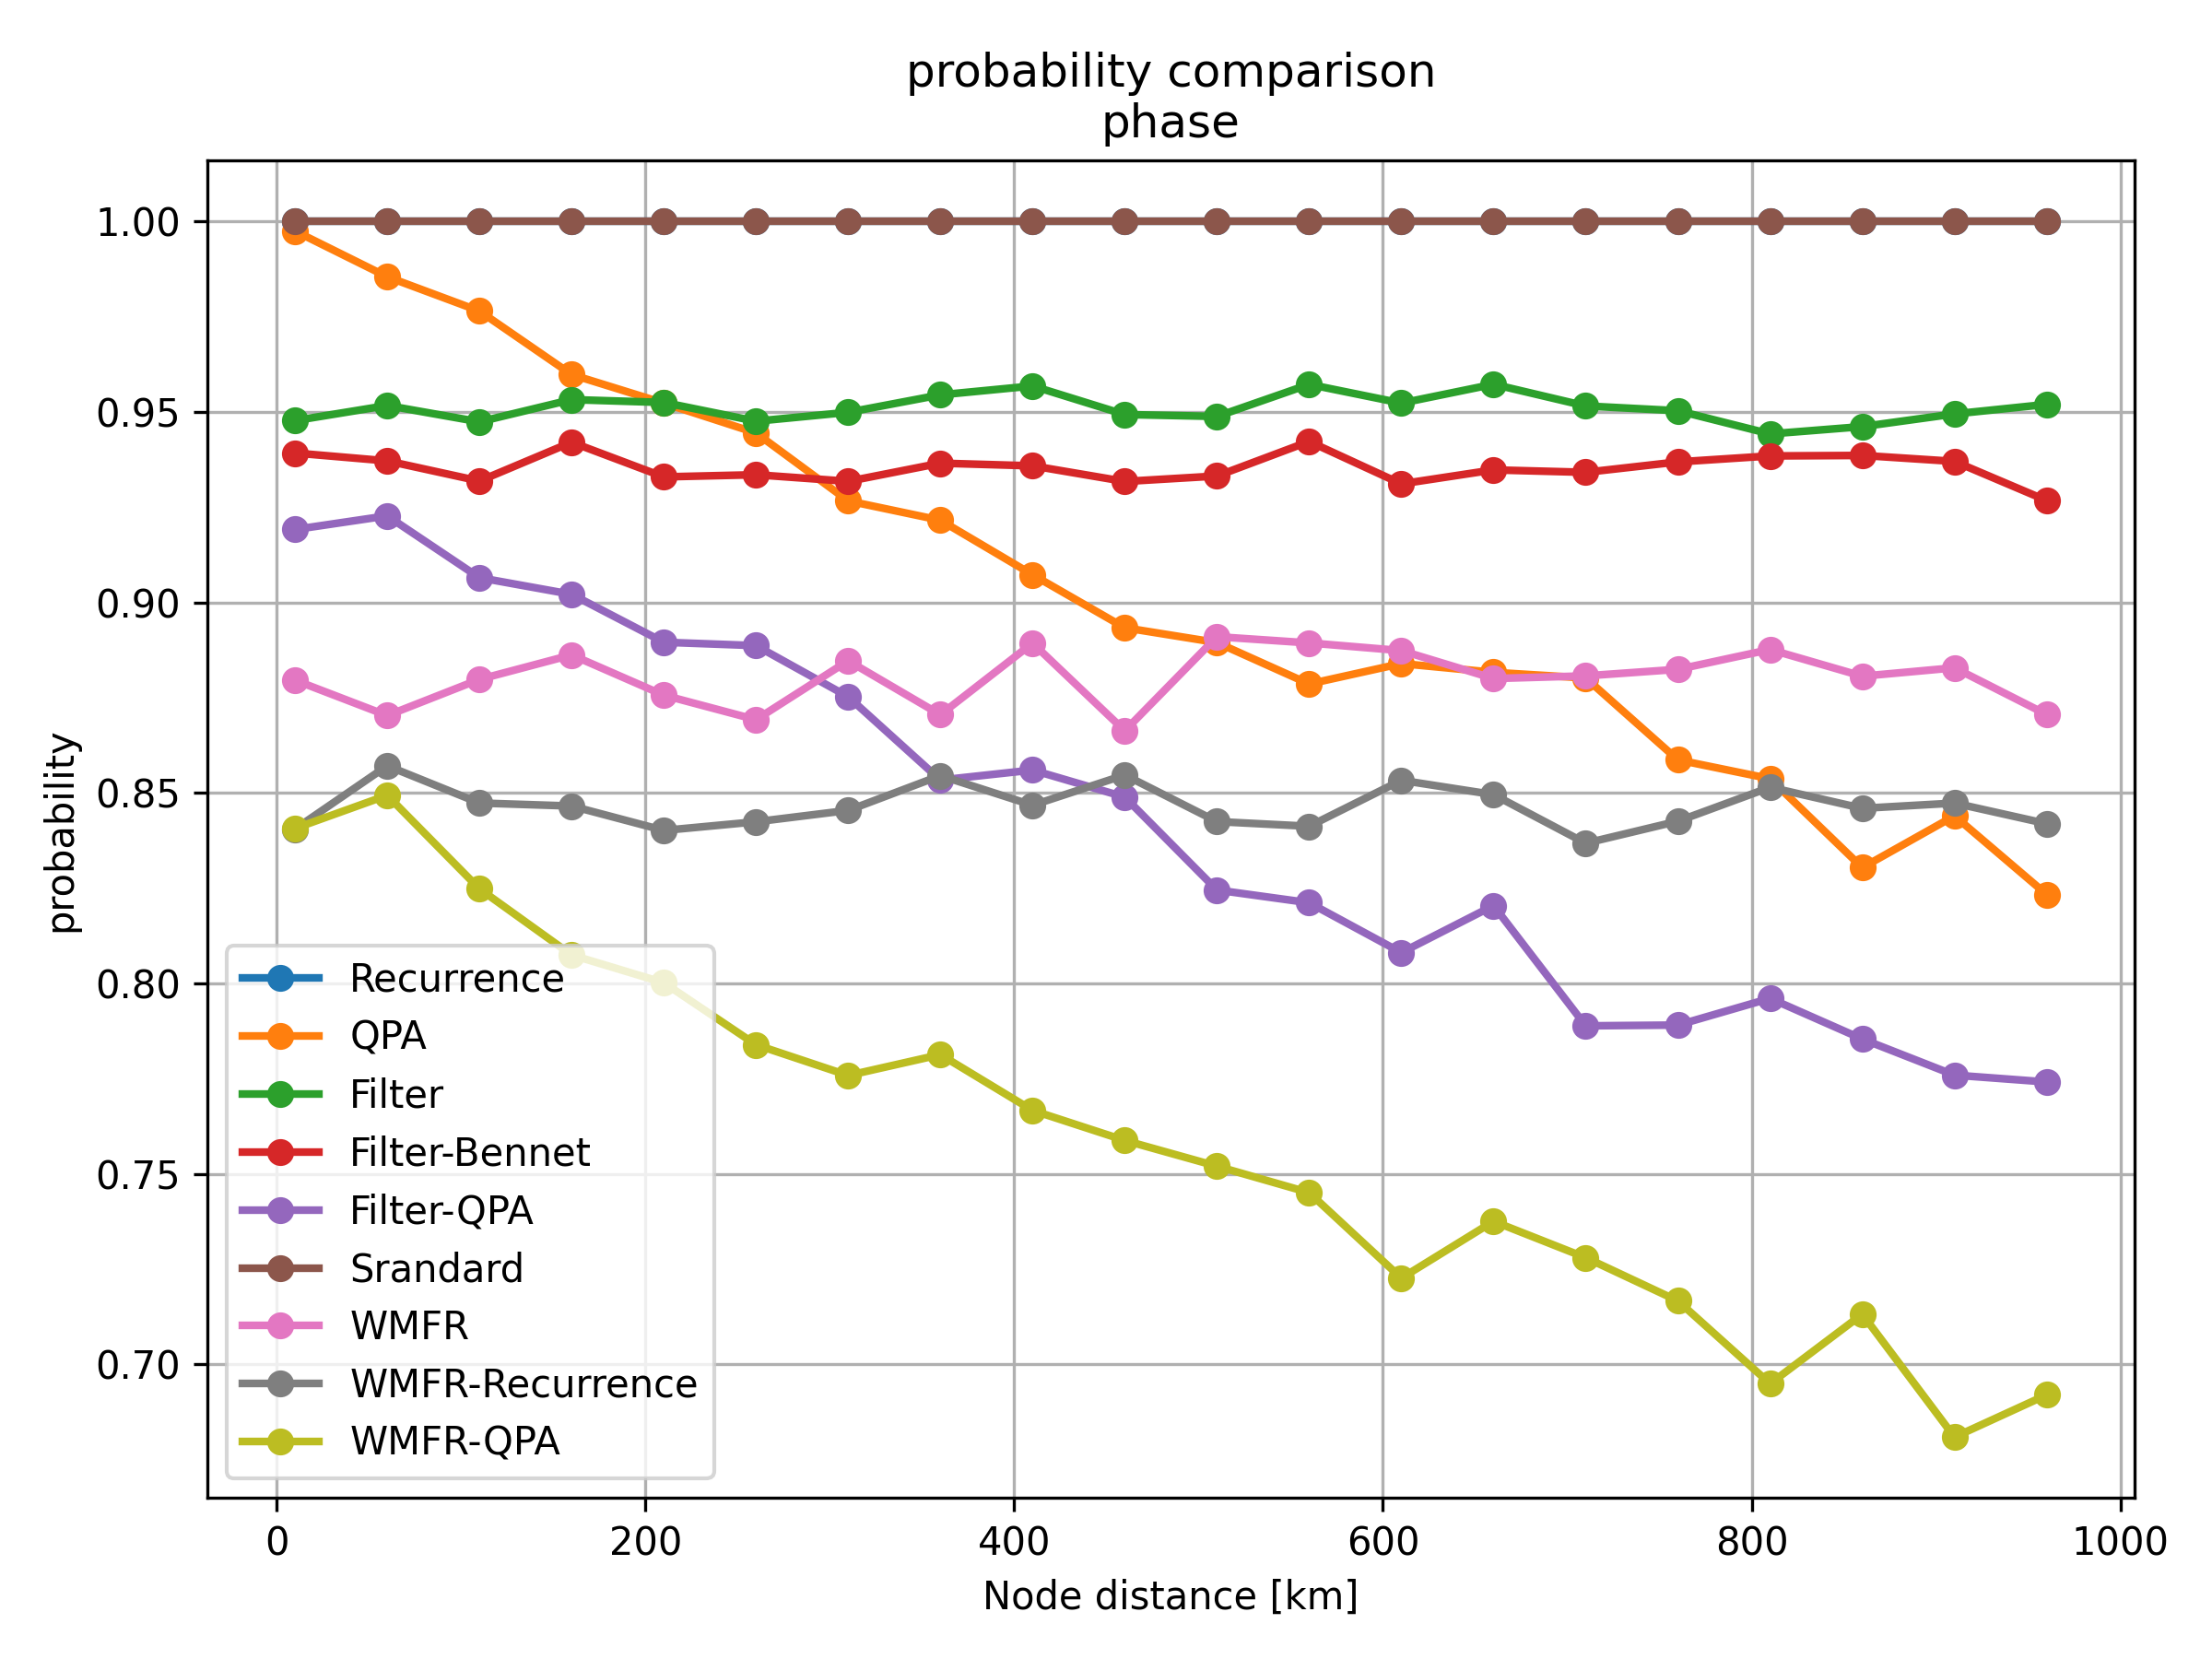 probability comparison
phase
probability
1.00
0.95
0.90
0.85
0.80
0.75
0.70
Recurrence
QPA
Filter
Filter-Bennet
Filter-QPA
Srandard
WMFR
WMFR-Recurrence
WMFR-QPA
0 200 400 600 800 1000
Node distance [km]